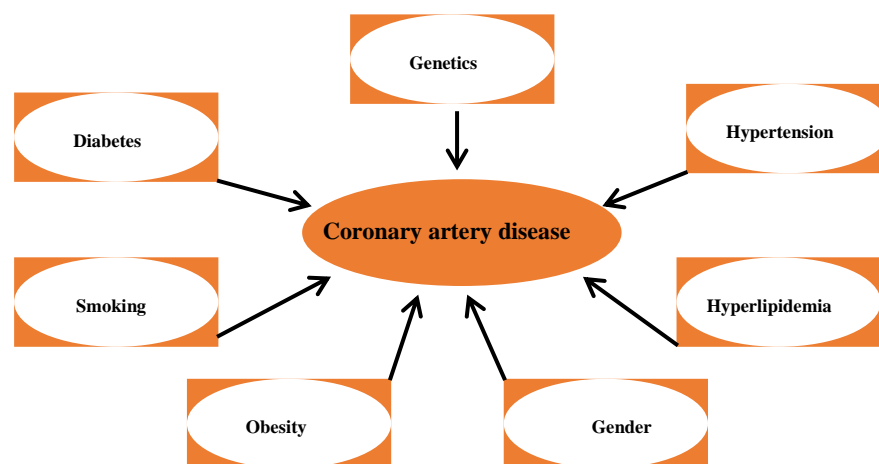 Genetics
Diabetes
Hypertension
Coronary artery disease
Smoking
Hyperlipidemia
Obesity
Gender